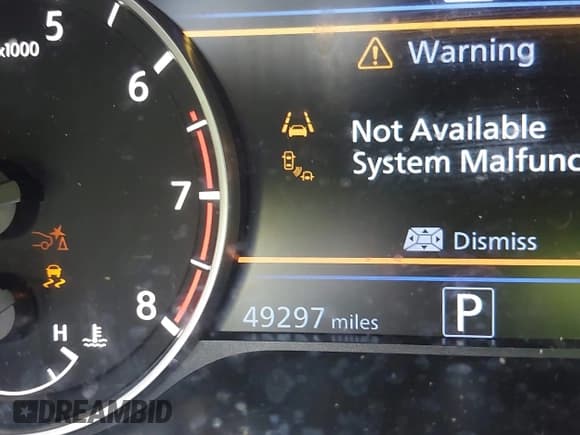 x1000
5
6
7
8
H
Warning
Not Available
System Malfunc
Dismiss
49297 miles
P
DREAMBID